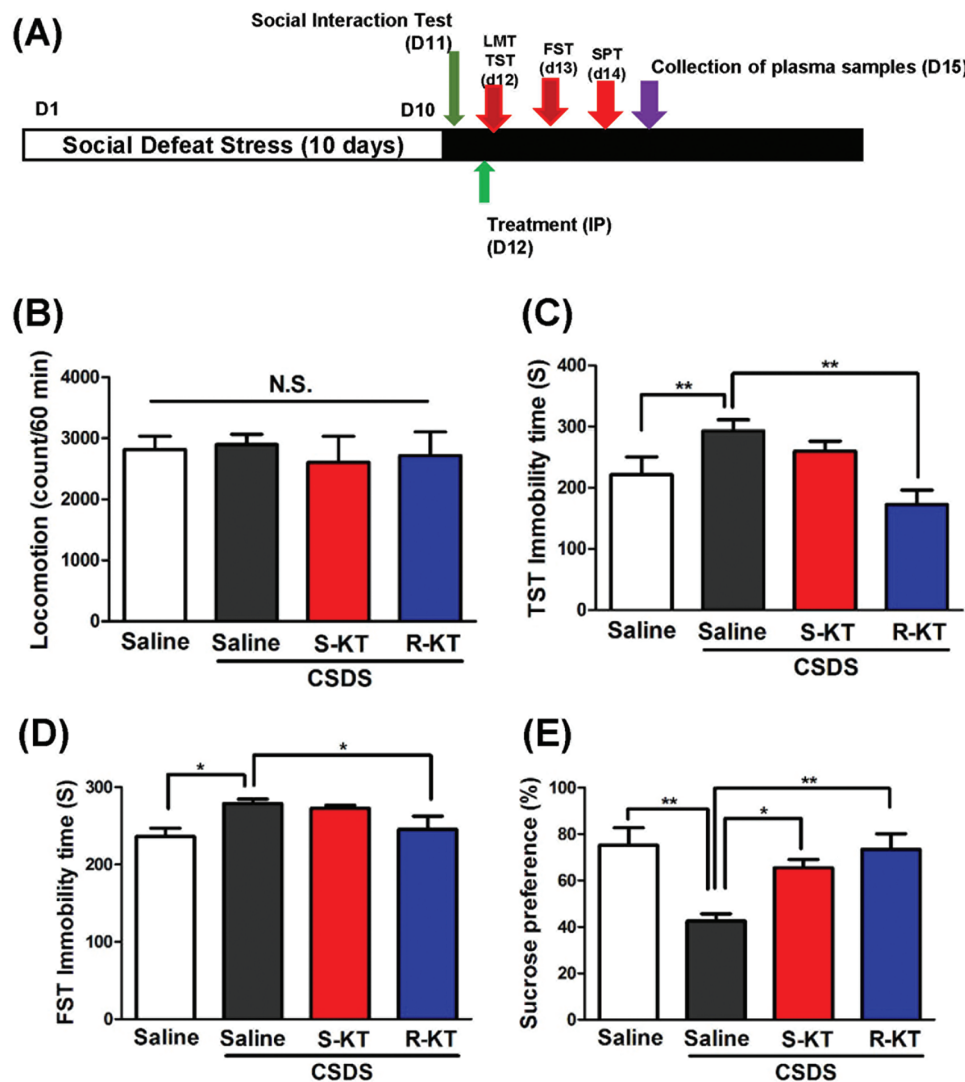 (A)
Social Interaction Test
(D11)
LMT
TST
(d12)
FST
(d13)
SPT
(d14)
Collection of plasma samples (D15)
D1
D10
Social Defeat Stress (10 days)
Treatment (IP)
(D12)
(B)
Locomotion (count/60 min)
4000
3000
2000
1000
0
N.S.
Saline
Saline
S-KT
R-KT
CSDS
(C)
TST Immobility time (S)
400
300
200
100
0
**
**
Saline
Saline
S-KT
R-KT
CSDS
(D)
FST Immobility time (S)
300
200
100
0
*
*
Saline
Saline
S-KT
R-KT
CSDS
(E)
Sucrose preference (%)
100
80
60
40
20
0
**
*
**
Saline
Saline
S-KT
R-KT
CSDS